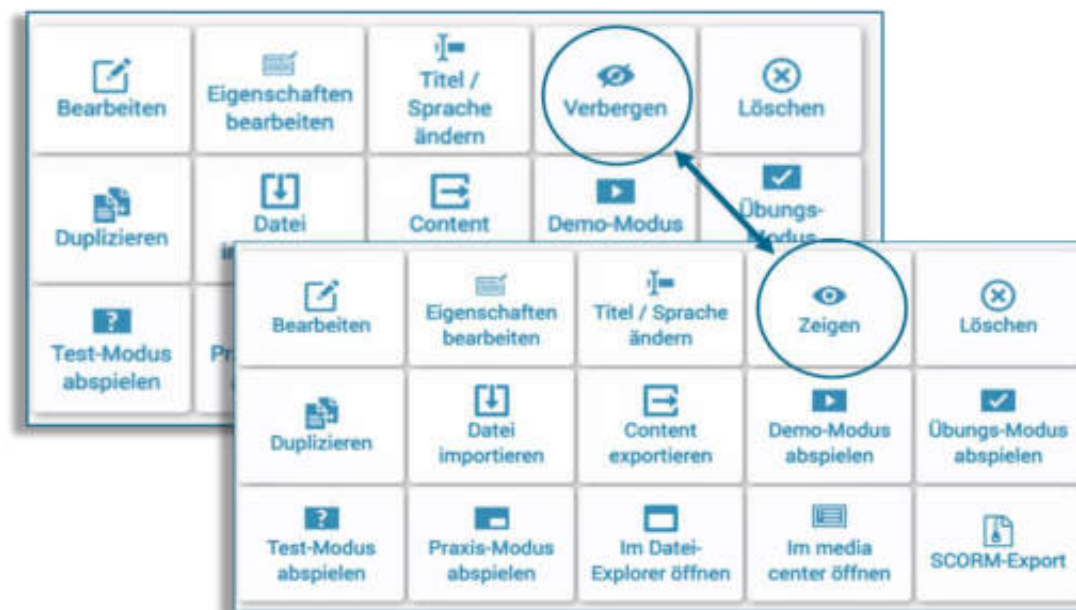 Bearbeiten
Eigenschaften
bearbeiten
Titel /
Sprache
ändern
Verbergen
Löschen
Duplizieren
Datei
Content
Demo-Modus
Übungs-
Modus
Test-Modus
abspielen
Bearbeiten
Eigenschaften
bearbeiten
Titel / Sprache
ändern
Zeigen
Löschen
Duplizieren
Datei
importieren
Content
exportieren
Demo-Modus
abspielen
Übungs-Modus
abspielen
Test-Modus
abspielen
Praxis-Modus
abspielen
Im Datei-
Explorer öffnen
Im media
center öffnen
SCORM-Export